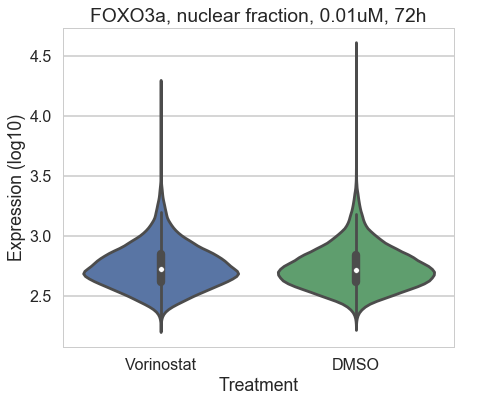 FOXO3a, nuclear fraction, 0.01uM, 72h
4.5
4.0
3.5
3.0
2.5
Expression (log10)
Vorinostat DMSO
Treatment